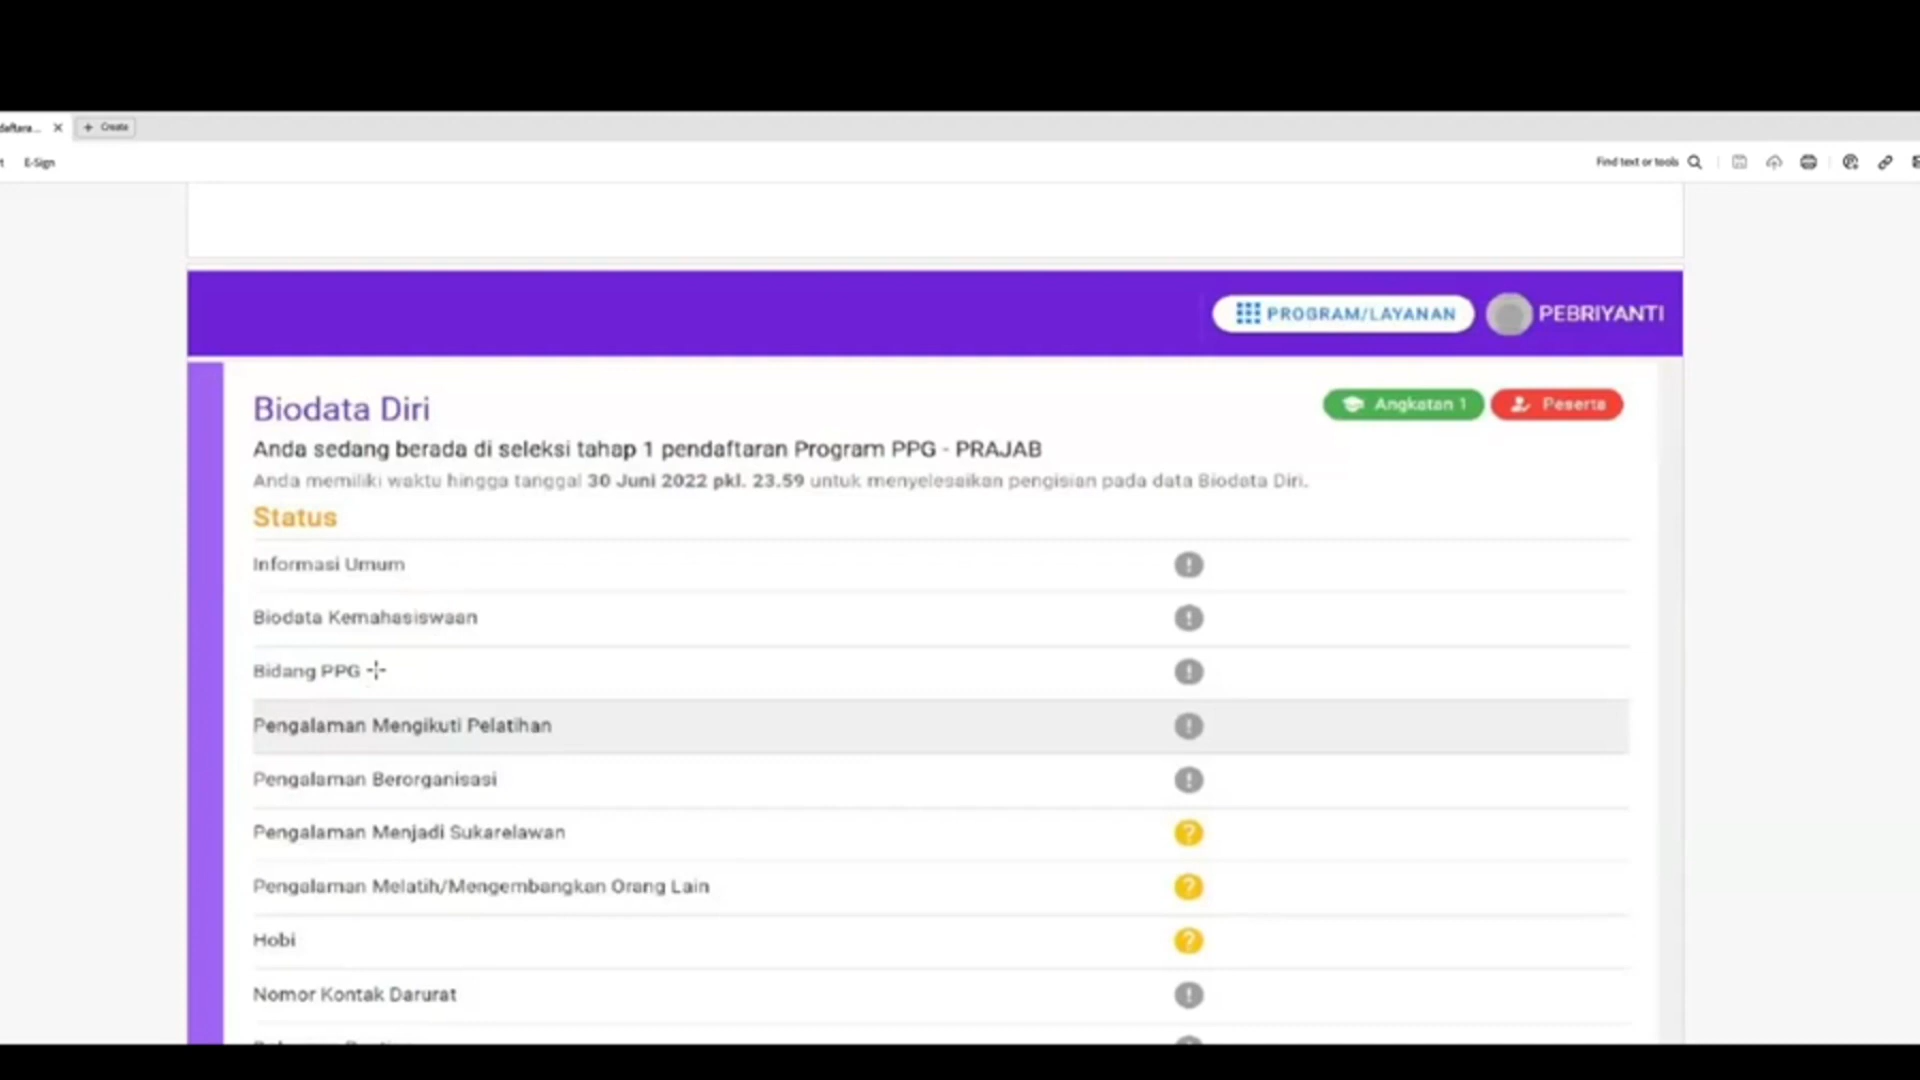 Create
E-Sign
Find text or tools
PROGRAM/LAYANAN
PEBRIYANTI
Biodata Diri
Angkatan 1
Peserta
Anda sedang berada di seleksi tahap 1 pendaftaran Program PPG - PRAJAB
Anda memiliki waktu hingga tanggal 30 Juni 2022 pkl. 23.59 untuk menyelesaikan pengisian pada data Biodata Diri.
Status
Informasi Umum
Biodata Kemahasiswaan
Bidang PPG
Pengalaman Mengikuti Pelatihan
Pengalaman Berorganisasi
Pengalaman Menjadi Sukarelawan
Pengalaman Melatih/Mengembangkan Orang Lain
Hobi
Nomor Kontak Darurat